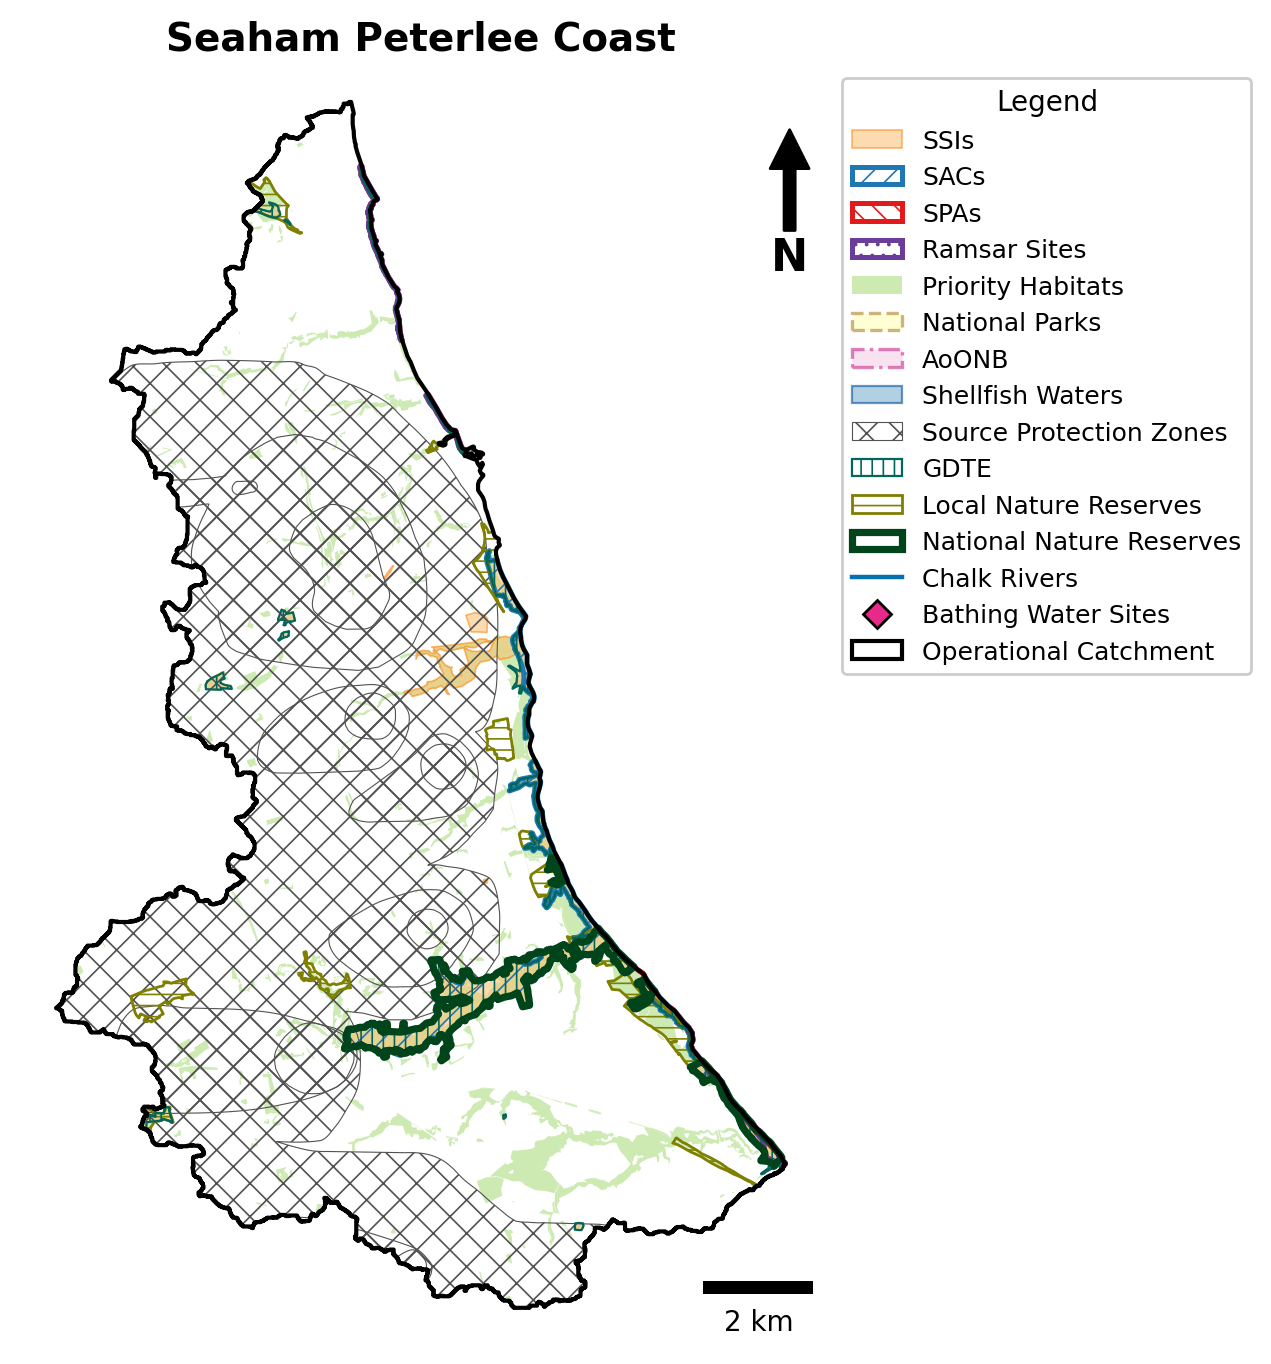 Seaham Peterlee Coast
Legend
SSIs
SACs
SPAs
Ramsar Sites
Priority Habitats
National Parks
AoONB
Shellfish Waters
Source Protection Zones
GDTE
Local Nature Reserves
National Nature Reserves
Chalk Rivers
Bathing Water Sites
Operational Catchment
N
2 km